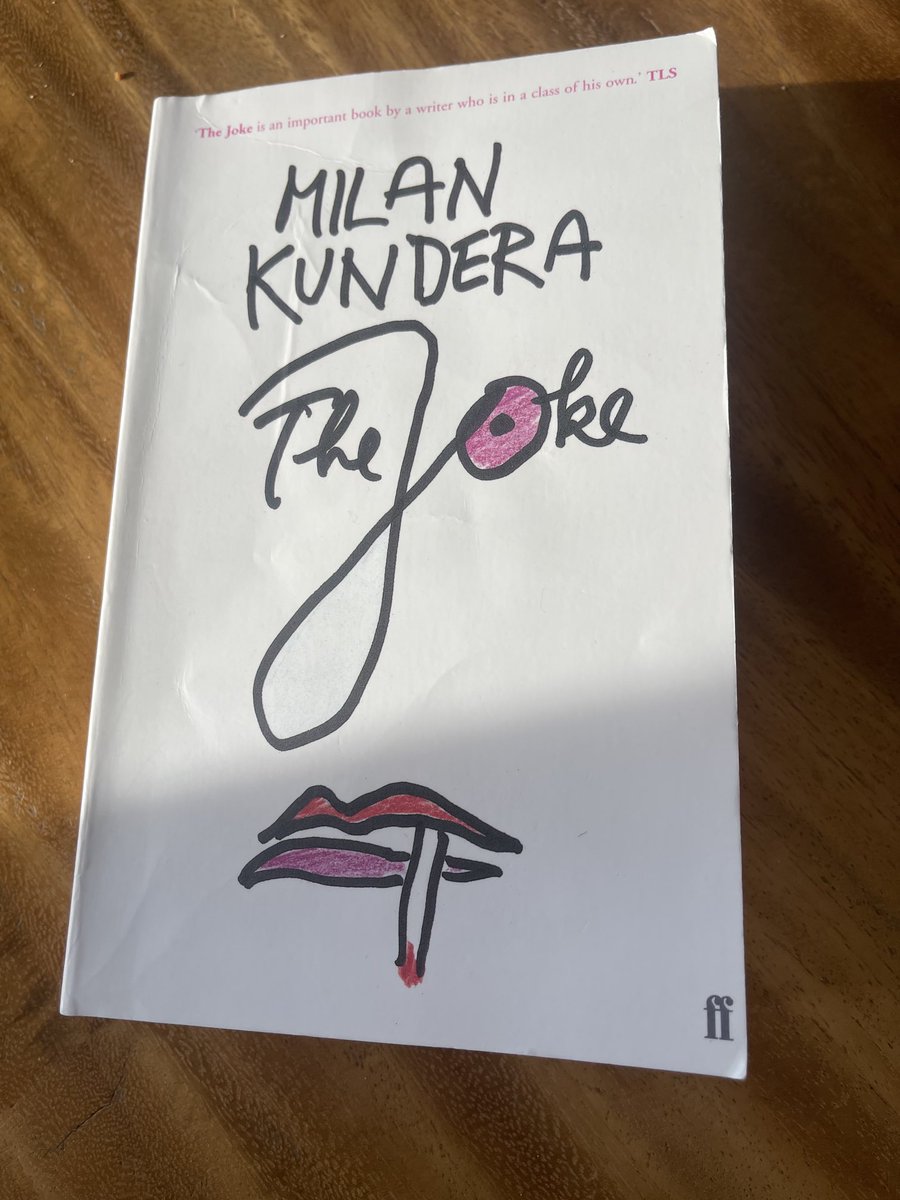 'The Joke is an important book by a writer who is in a class of his own.' TLS
MILAN
KUNDERA
The Joke
ff